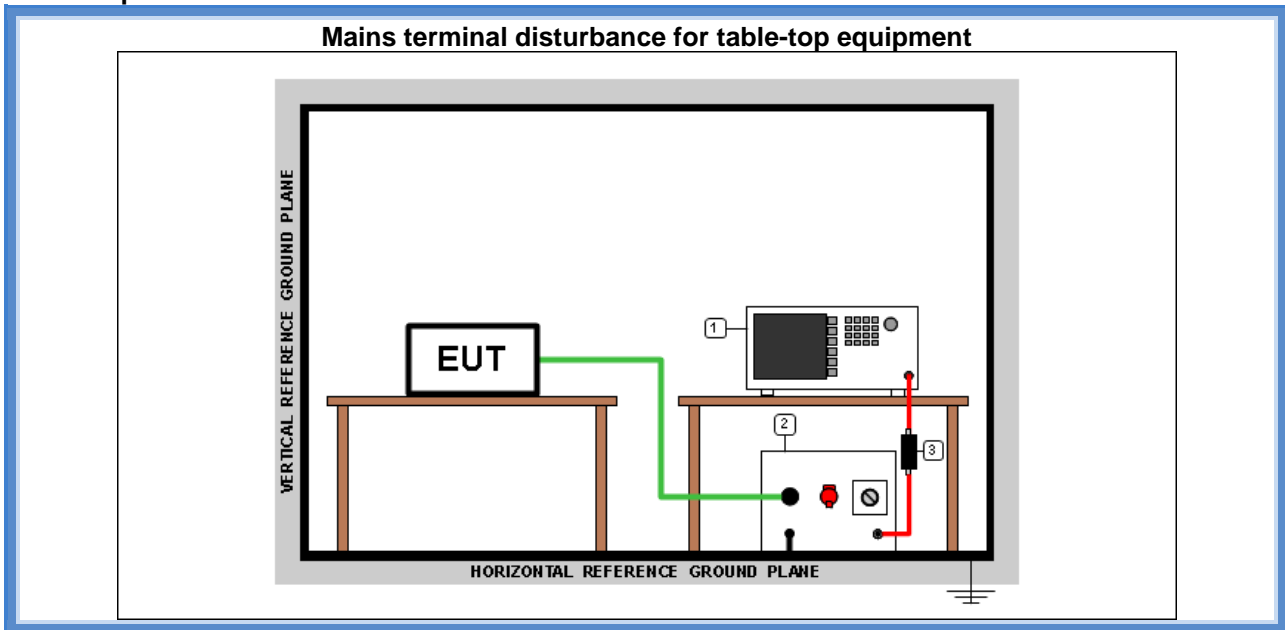 Mains terminal disturbance for table-top equipment
VERTICAL REFERENCE GROUND PLANE
EUT
1
2
3
HORIZONTAL REFERENCE GROUND PLANE